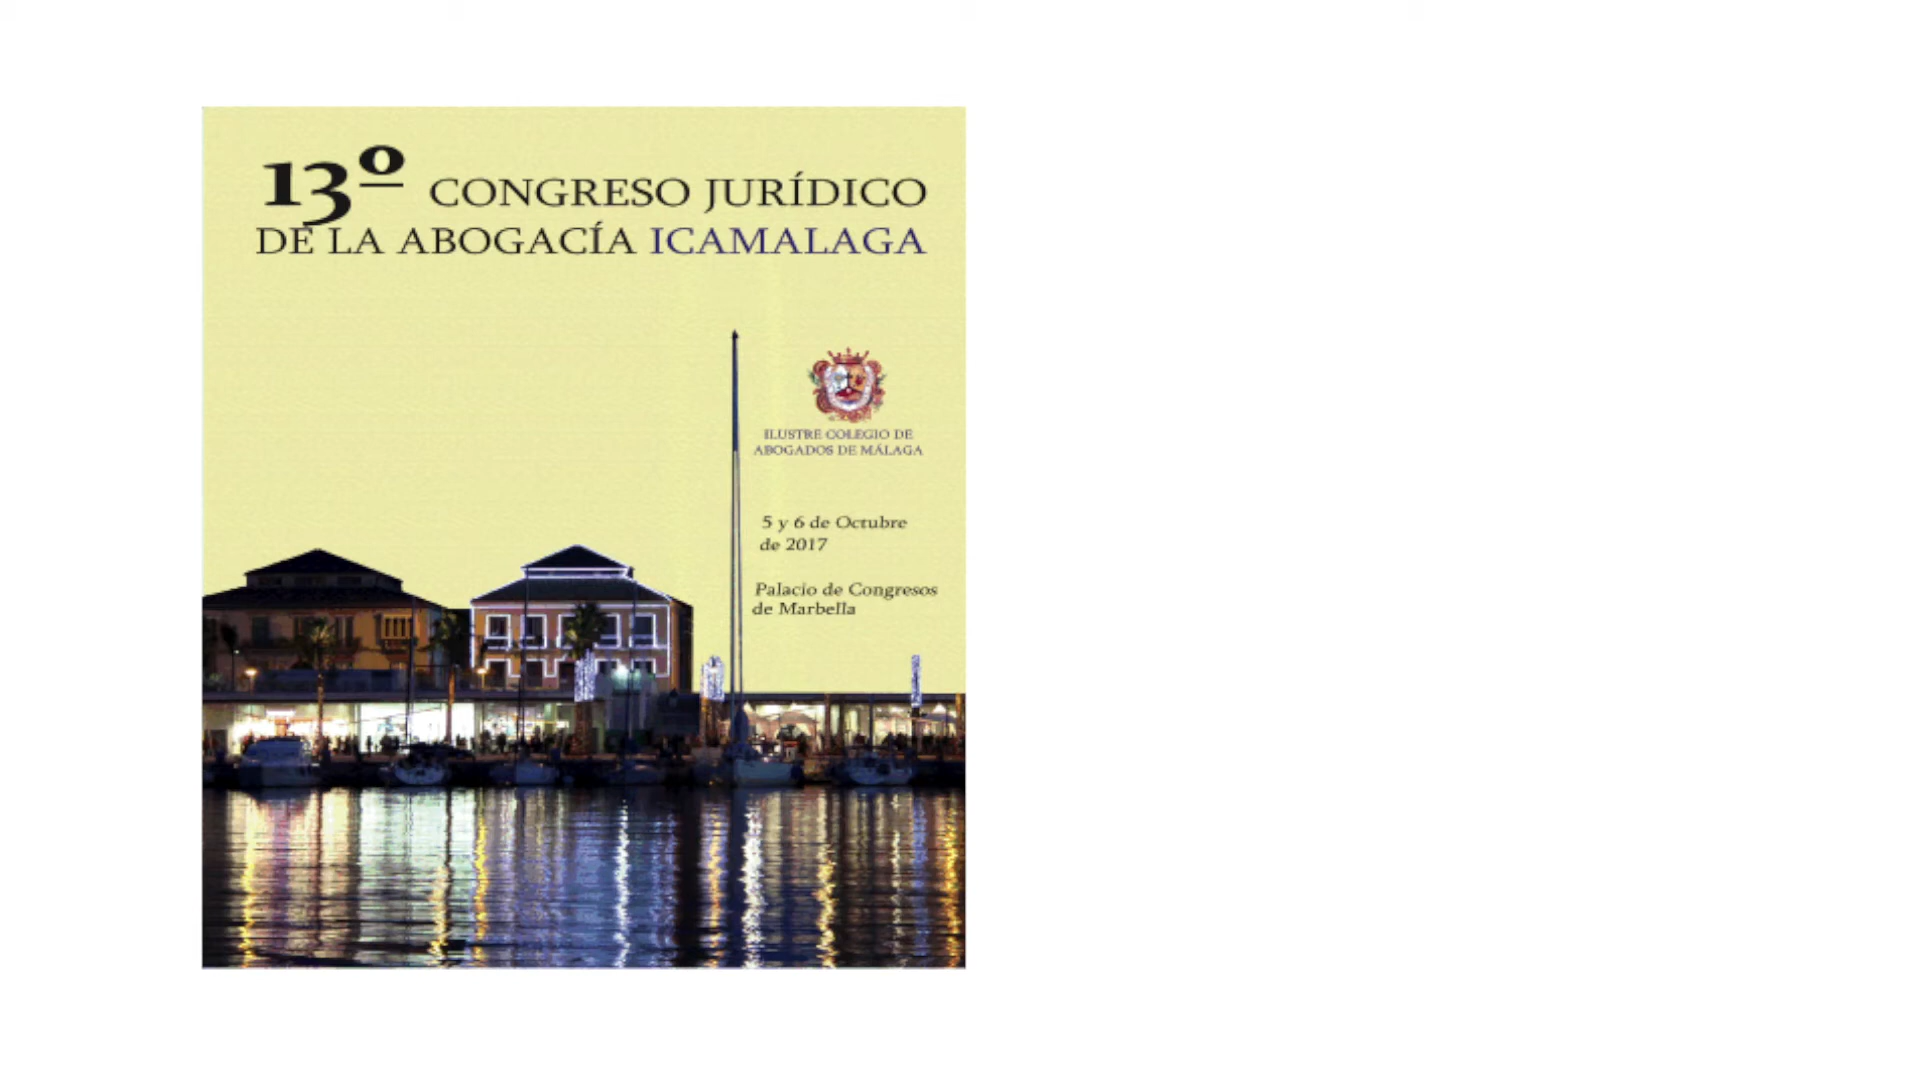 13º CONGRESO JURÍDICO
DE LA ABOGACÍA ICAMALAGA
ILUSTRE COLEGIO DE
ABOGADOS DE MÁLAGA
5 y 6 de Octubre
de 2017
Palacio de Congresos
de Marbella